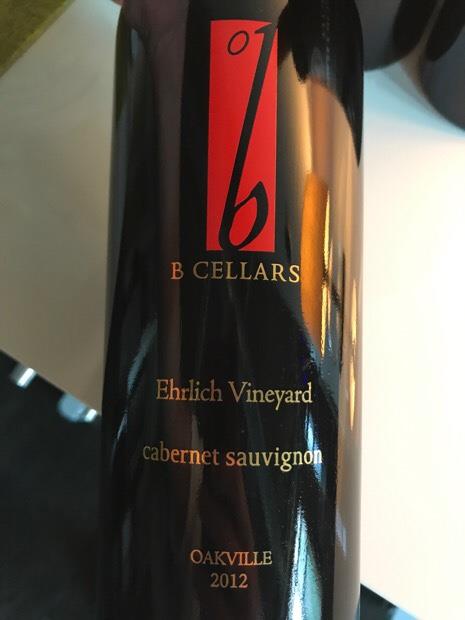 b
B CELLARS
Ehrlich Vineyard
cabernet sauvignon
OAKVILLE
2012